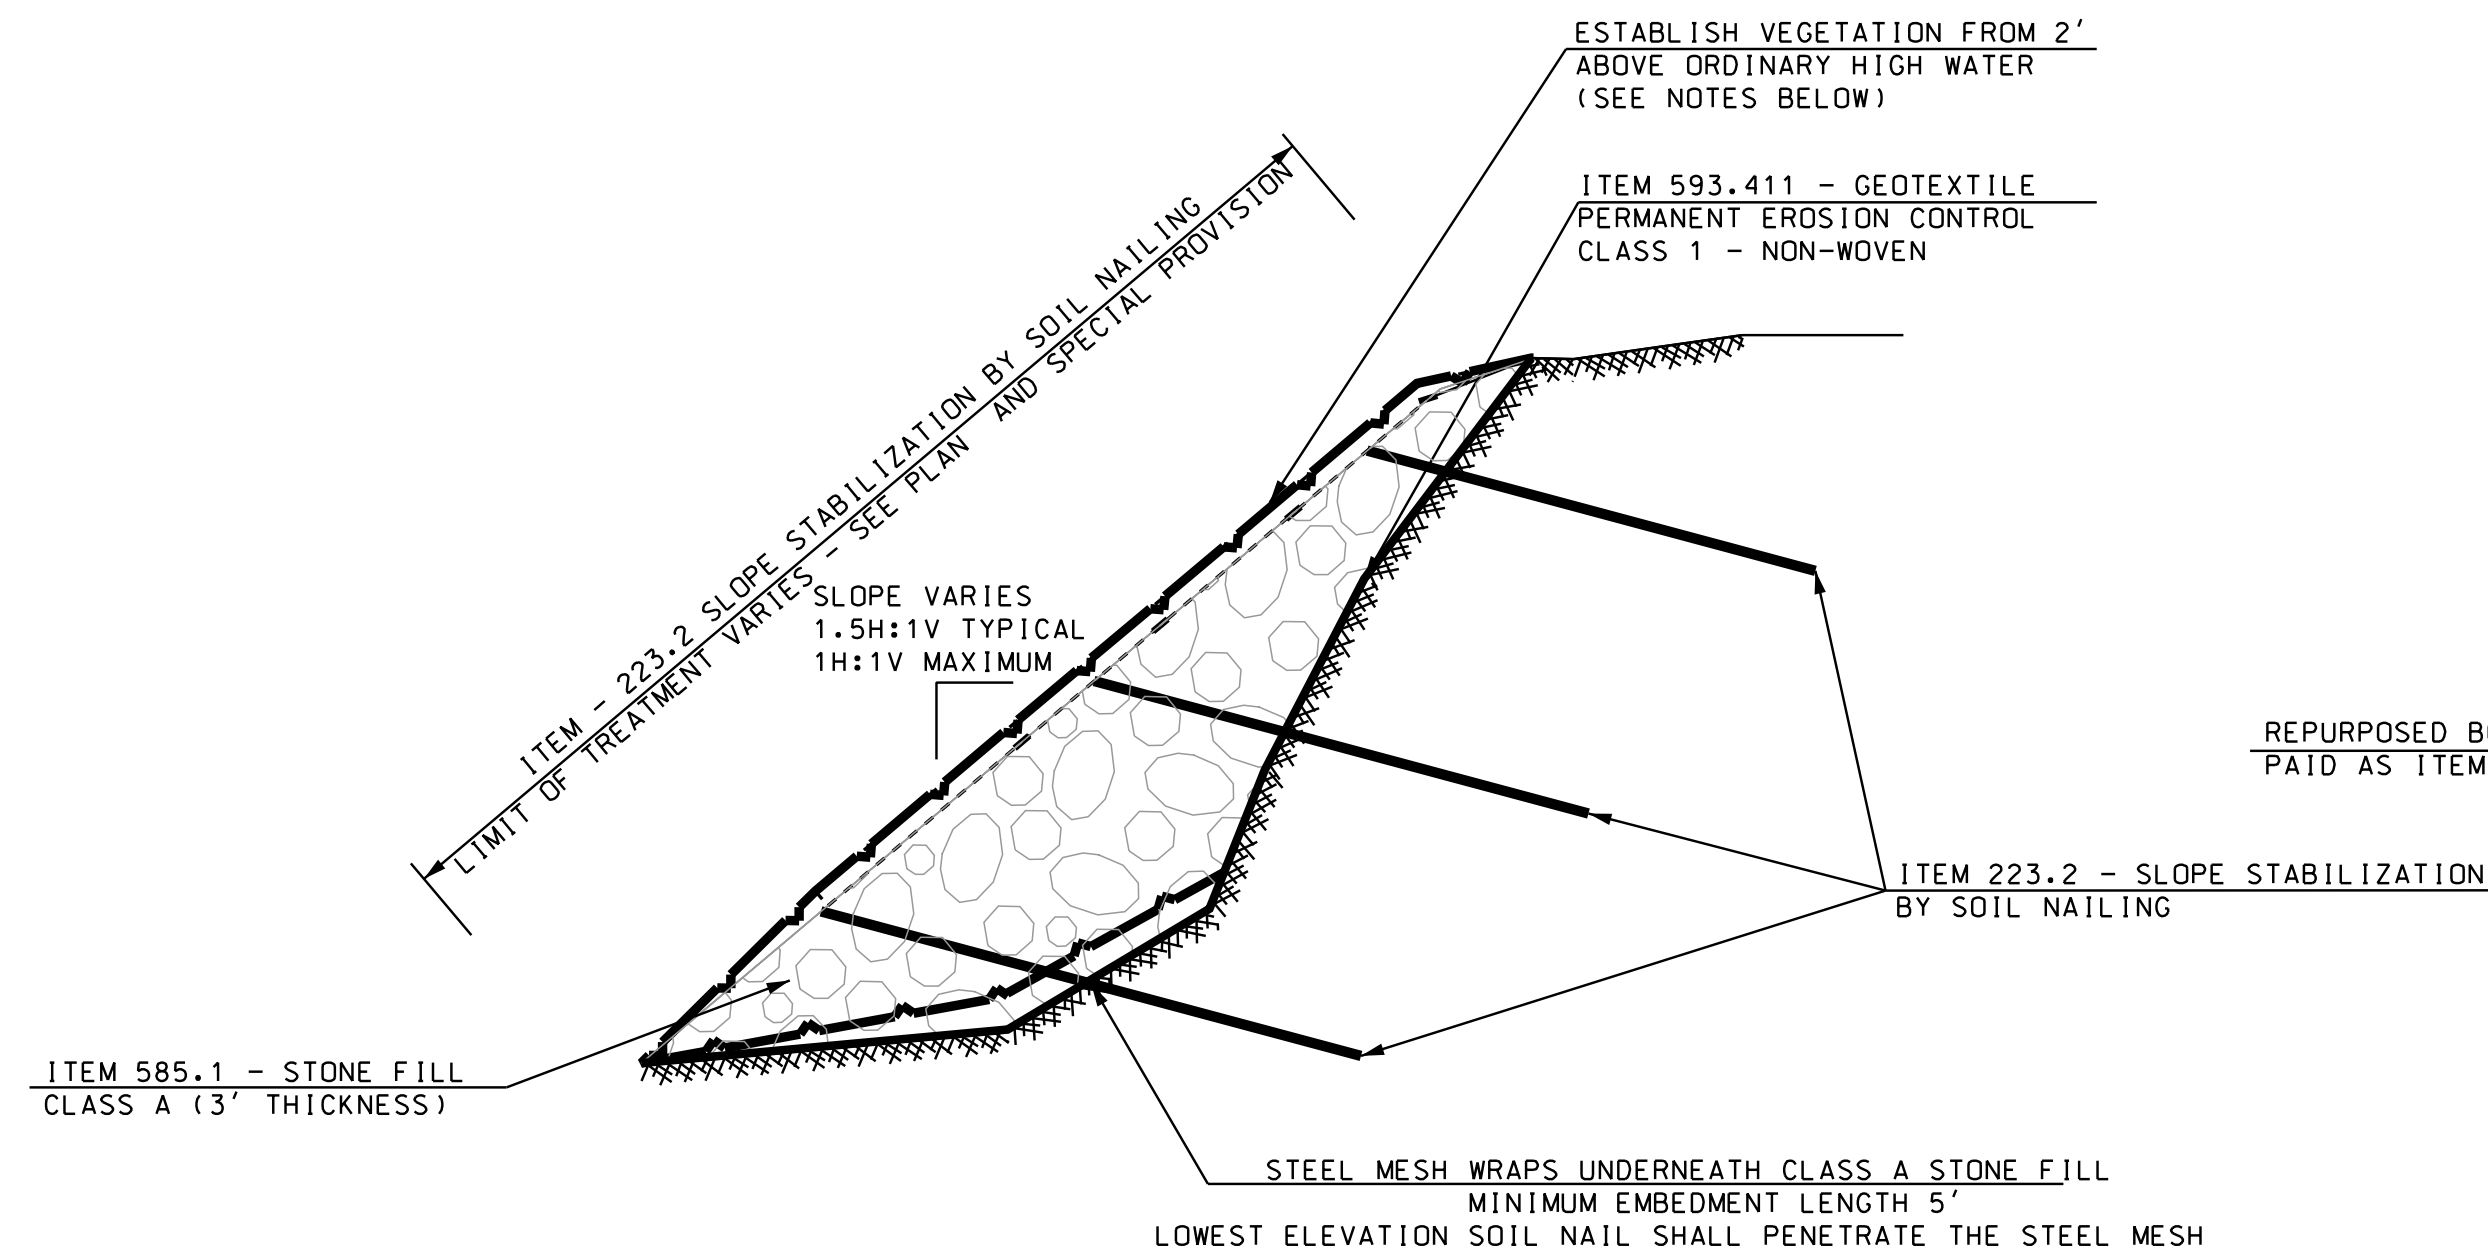 ESTABLISH VEGETATION FROM 2'
ABOVE ORDINARY HIGH WATER
(SEE NOTES BELOW)
ITEM 593.411 - GEOTEXTILE
PERMANENT EROSION CONTROL
CLASS 1 - NON-WOVEN
ITEM - 223.2 SLOPE STABILIZATION BY SOIL NAILING
LIMIT OF TREATMENT VARIES - SEE PLAN AND SPECIAL PROVISION
SLOPE VARIES
1.5H:1V TYPICAL
1H:1V MAXIMUM
REPURPOSED
PAID AS ITEM
ITEM 223.2 - SLOPE STABILIZATION
BY SOIL NAILING
ITEM 585.1 - STONE FILL
CLASS A (3' THICKNESS)
STEEL MESH WRAPS UNDERNEATH CLASS A STONE FILL
MINIMUM EMBEDMENT LENGTH 5'
LOWEST ELEVATION SOIL NAIL SHALL PENETRATE THE STEEL MESH